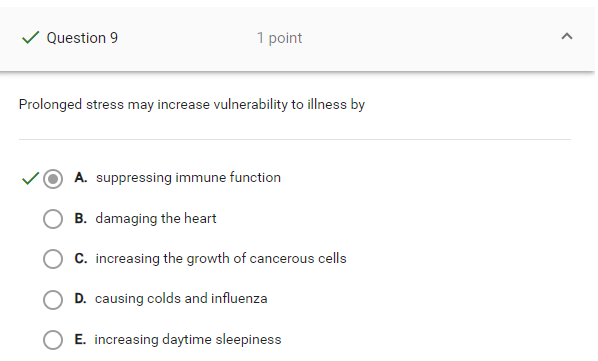 Question 9 1 point
Prolonged stress may increase vulnerability to illness by
A. suppressing immune function
B. damaging the heart
C. increasing the growth of cancerous cells
D. causing colds and influenza
E. increasing daytime sleepiness